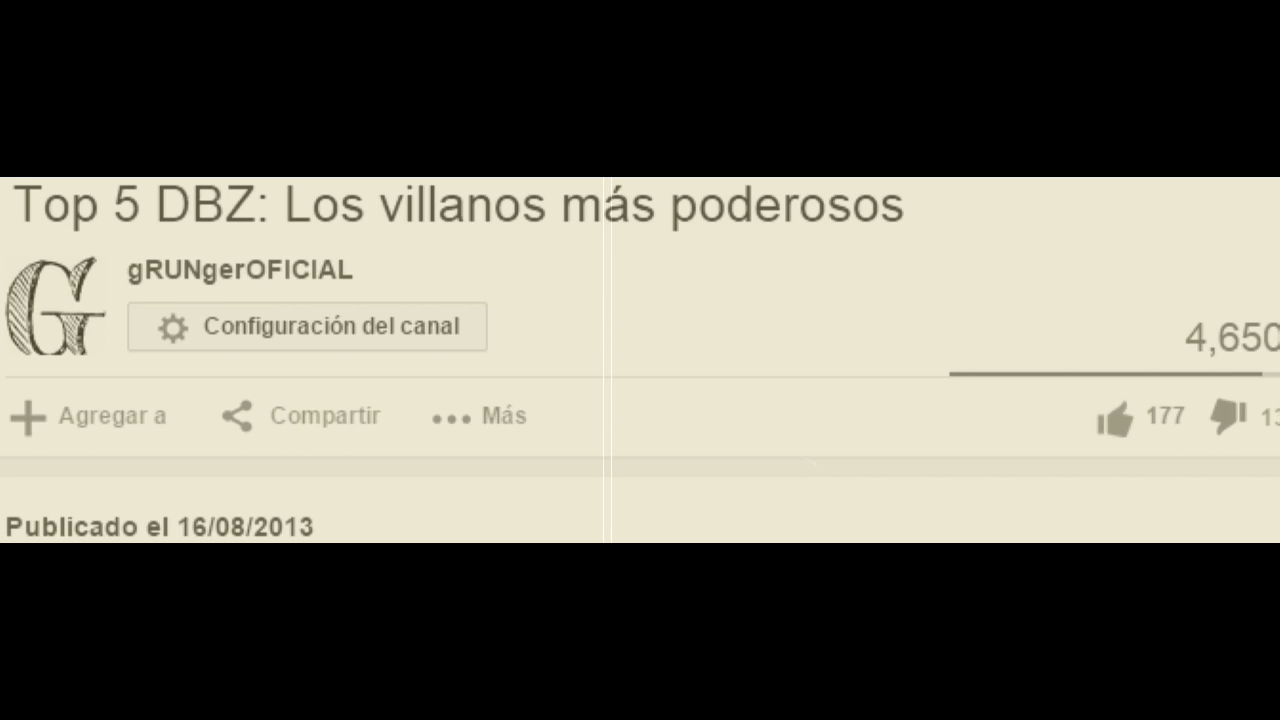 Top 5 DBZ: Los villanos más poderosos
gRUNgerOFICIAL
Configuración del canal
4,650
Agregar a Compartir ••• Más 177
Publicado el 16/08/2013